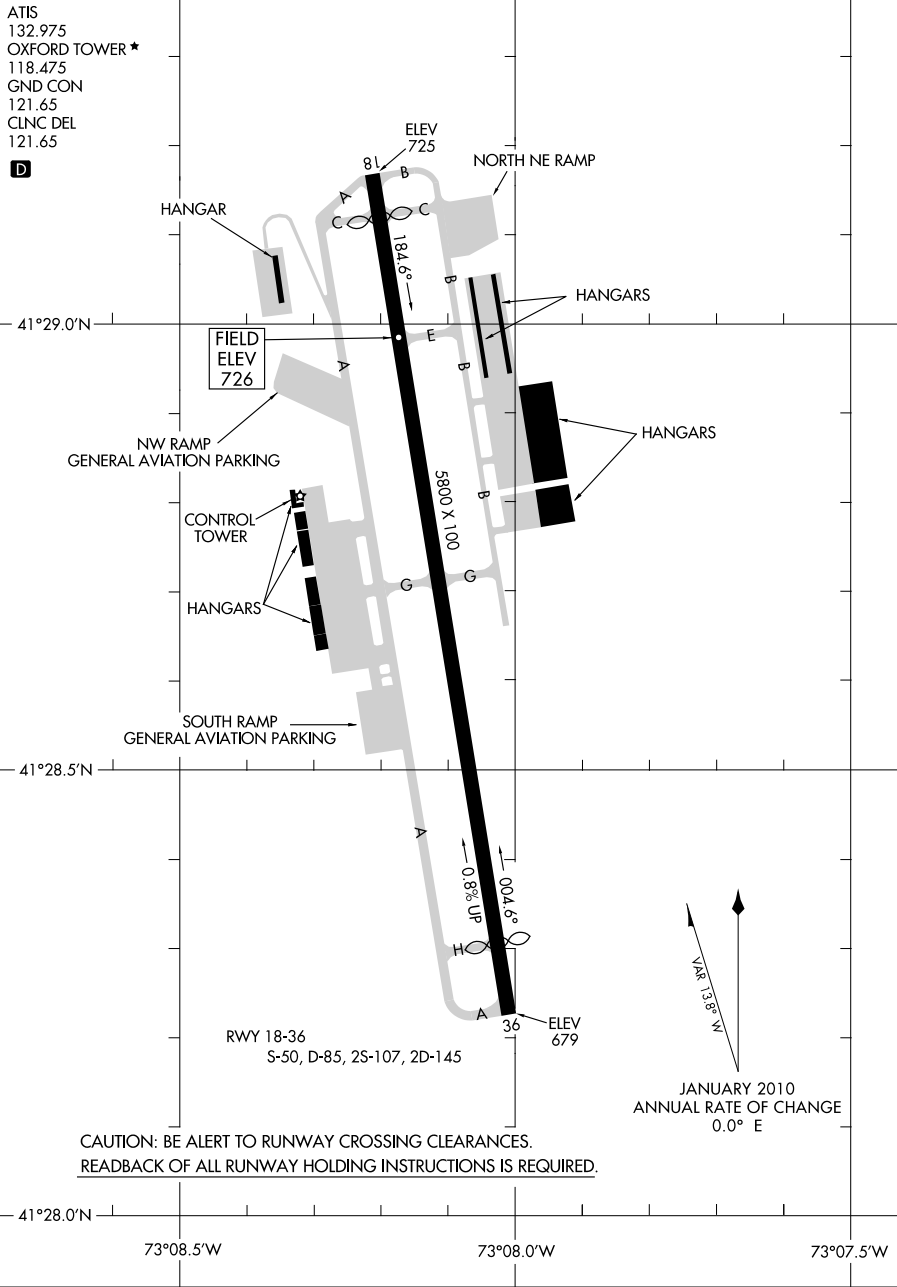 ATIS
132.975
OXFORD TOWER ★
118.475
GND CON
121.65
CLNC DEL
121.65
D
ELEV
725
18
NORTH NE RAMP
HANGAR
A
B
C
C
184.6°
B
HANGARS
41°29.0'N
FIELD
ELEV
726
E
A
B
NW RAMP
GENERAL AVIATION PARKING
HANGARS
5800 X 100
B
CONTROL
TOWER
G
G
HANGARS
SOUTH RAMP
GENERAL AVIATION PARKING
41°28.5'N
A
0.8% UP
004.6°
H
VAR 13.8° W
A
36
ELEV
679
RWY 18-36
S-50, D-85, 2S-107, 2D-145
JANUARY 2010
ANNUAL RATE OF CHANGE
0.0° E
CAUTION: BE ALERT TO RUNWAY CROSSING CLEARANCES.
READBACK OF ALL RUNWAY HOLDING INSTRUCTIONS IS REQUIRED.
41°28.0'N
73°08.5'W
73°08.0'W
73°07.5'W